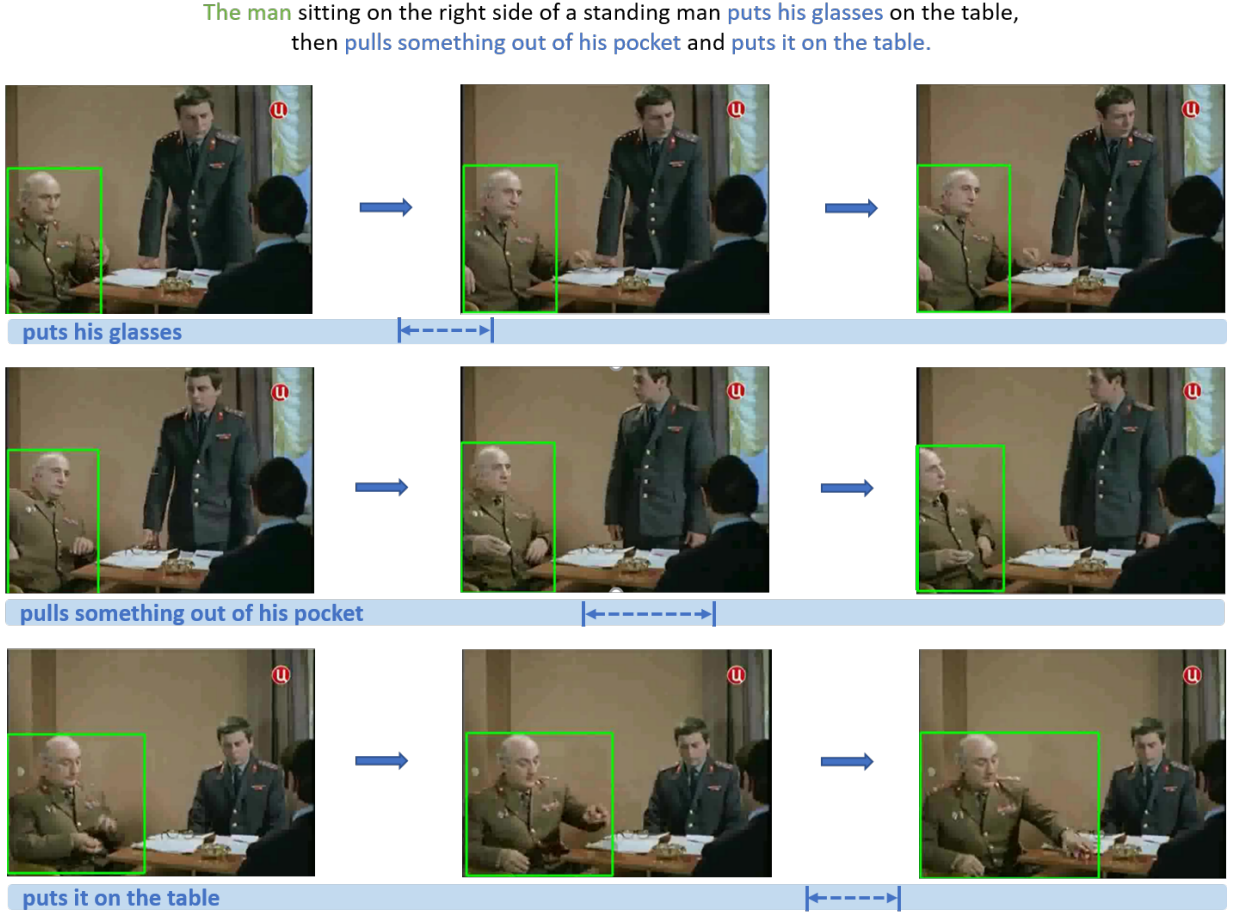 The man sitting on the right side of a standing man puts his glasses on the table,
then pulls something out of his pocket and puts it on the table.
Ц
Ц
Ц
puts his glasses
Ц
Ц
Ц
pulls something out of his pocket
Ц
Ц
Ц
puts it on the table